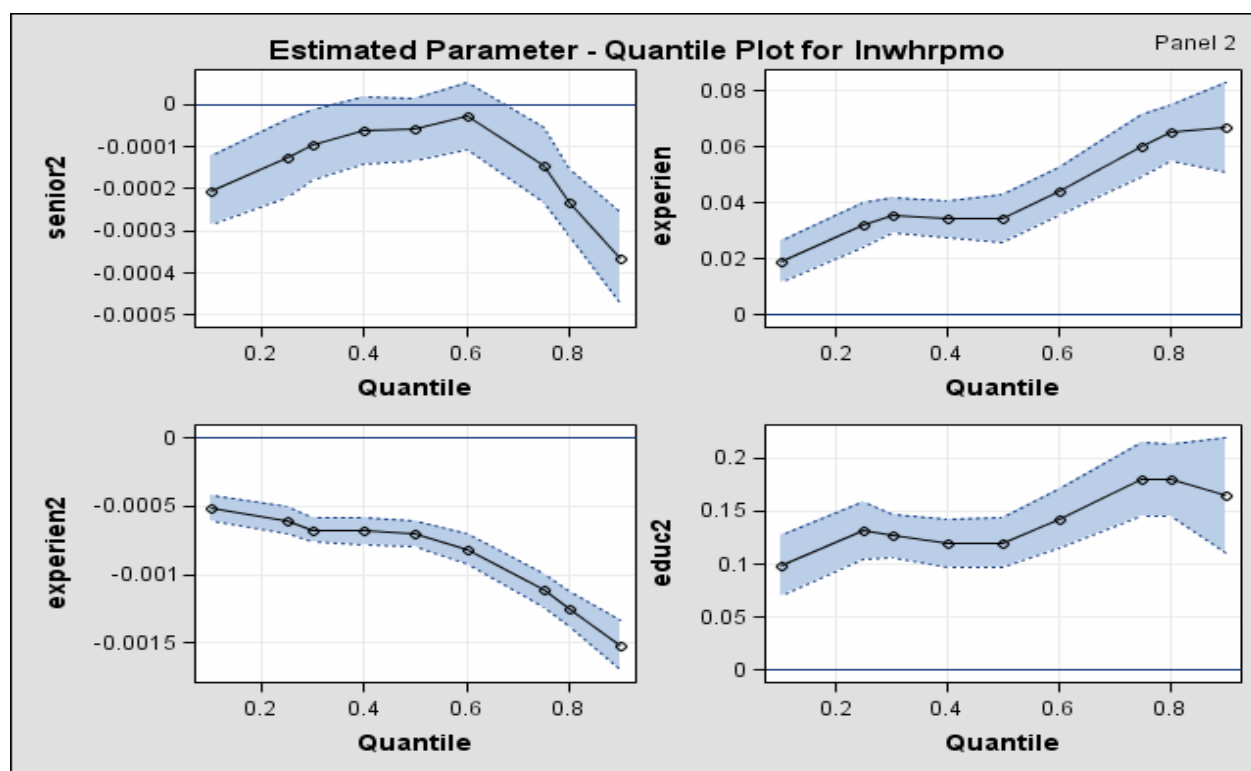 Estimated Parameter - Quantile Plot for lnwhrpmo
Panel 2
senior2
0
-0.0001
-0.0002
-0.0003
-0.0004
-0.0005
0.2 0.4 0.6 0.8
Quantile
experien
0.08
0.06
0.04
0.02
0
0.2 0.4 0.6 0.8
Quantile
experien2
0
-0.0005
-0.001
-0.0015
0.2 0.4 0.6 0.8
Quantile
educ2
0.2
0.15
0.1
0.05
0
0.2 0.4 0.6 0.8
Quantile